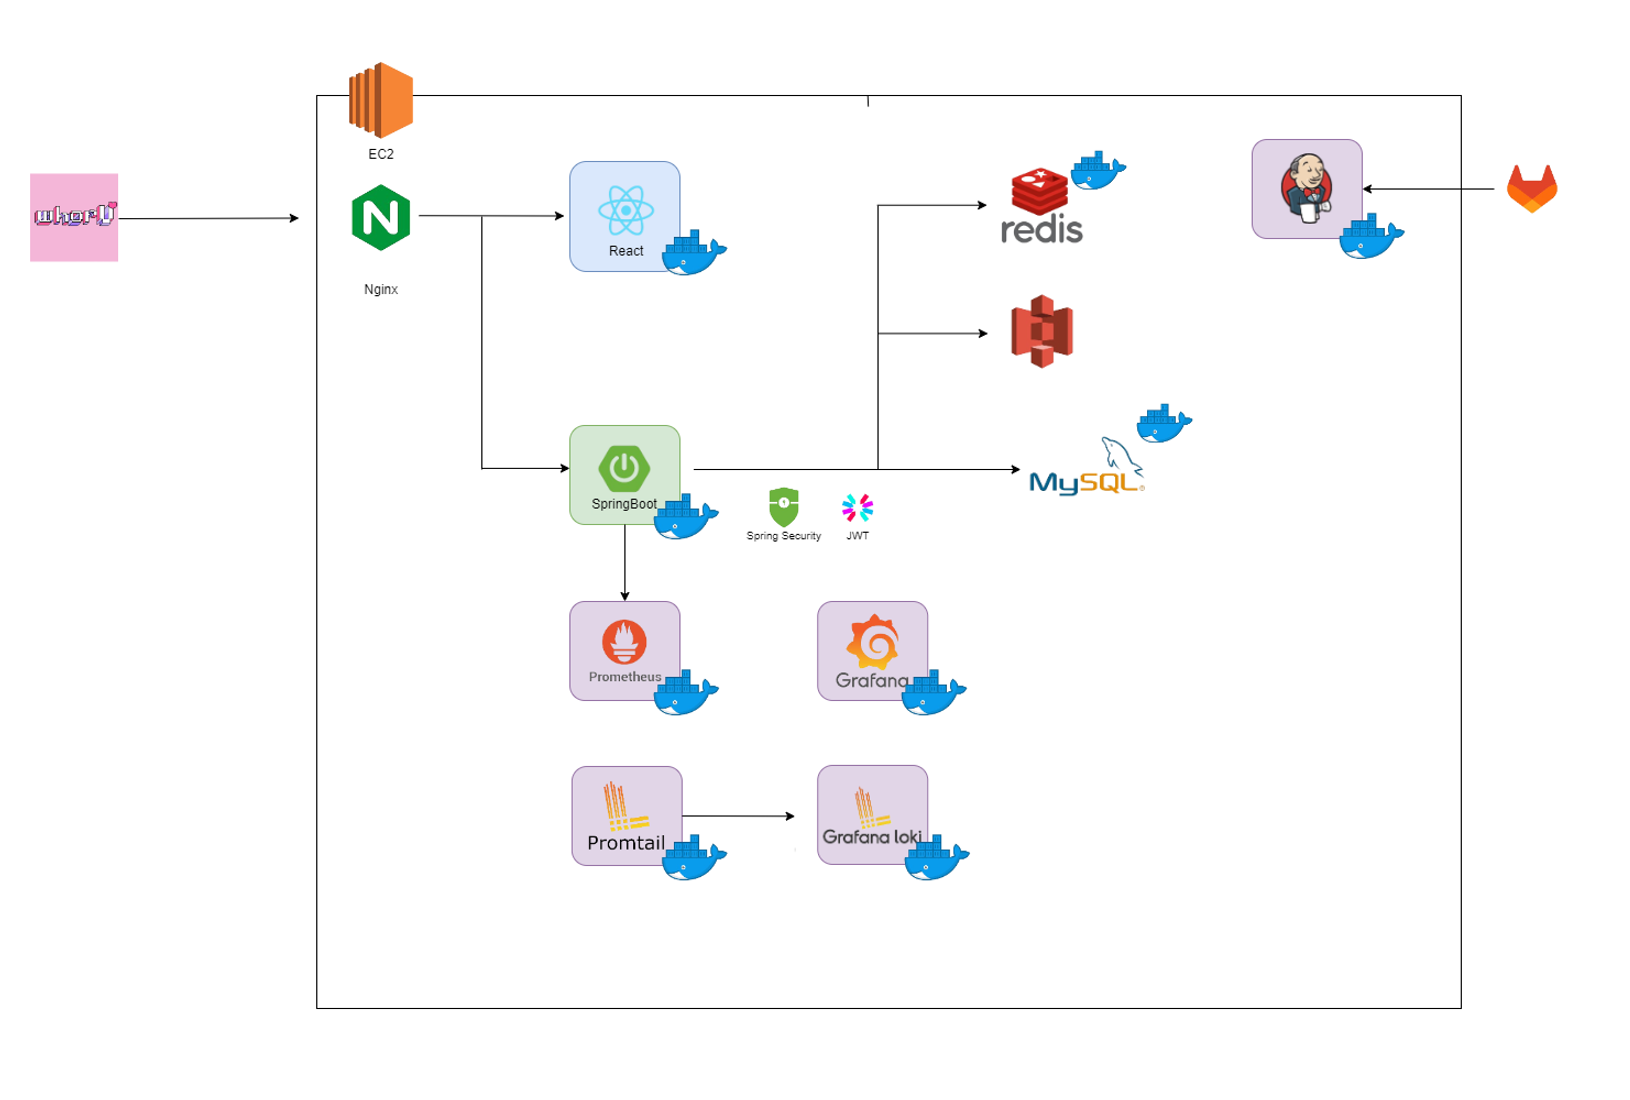 EC2
whorU
Nginx
React
redis
MySQL
SpringBoot
Spring Security
JWT
Prometheus
Grafana
Promtail
Grafana loki